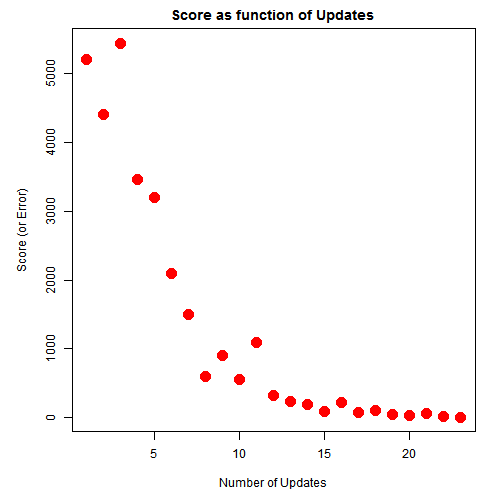 Score as function of Updates
Score (or Error)
5000
4000
3000
2000
1000
0
5 10 15 20
Number of Updates